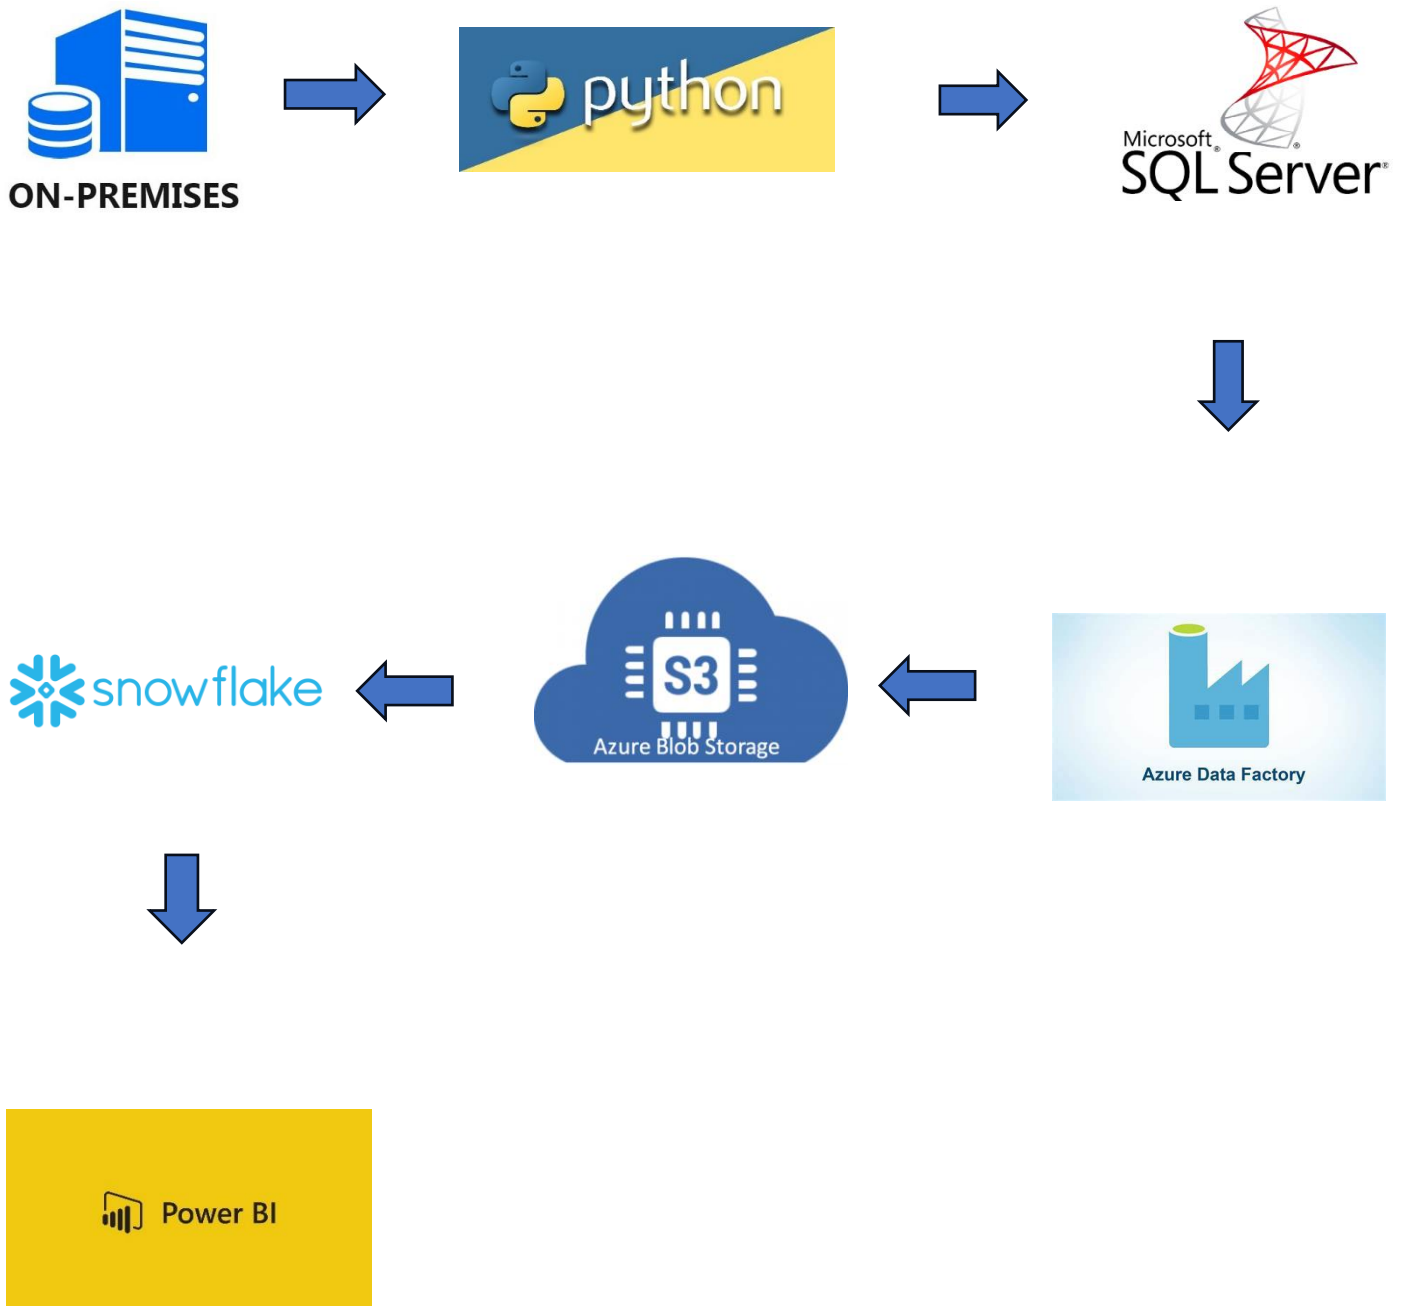 ON-PREMISES
python
Microsoft®
SQL Server®
snowflake
S3
Azure Blob Storage
Azure Data Factory
Power BI